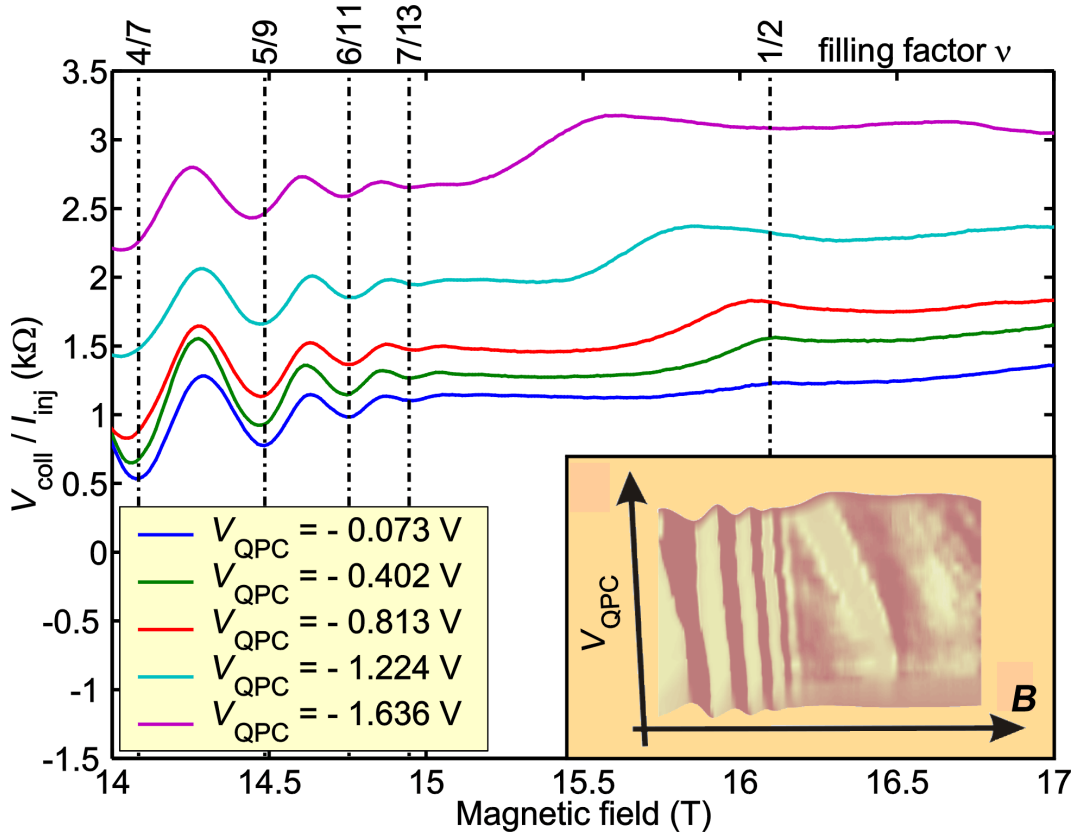 4/7
5/9
6/11
7/13
1/2
filling factor ν
3.5
3
2.5
2
1.5
1
0.5
0
-0.5
-1
-1.5
V_coll / I_inj (kΩ)
V_QPC = - 0.073 V
V_QPC = - 0.402 V
V_QPC = - 0.813 V
V_QPC = - 1.224 V
V_QPC = - 1.636 V
V_QPC
B
14
14.5
15
15.5
16
16.5
17
Magnetic field (T)